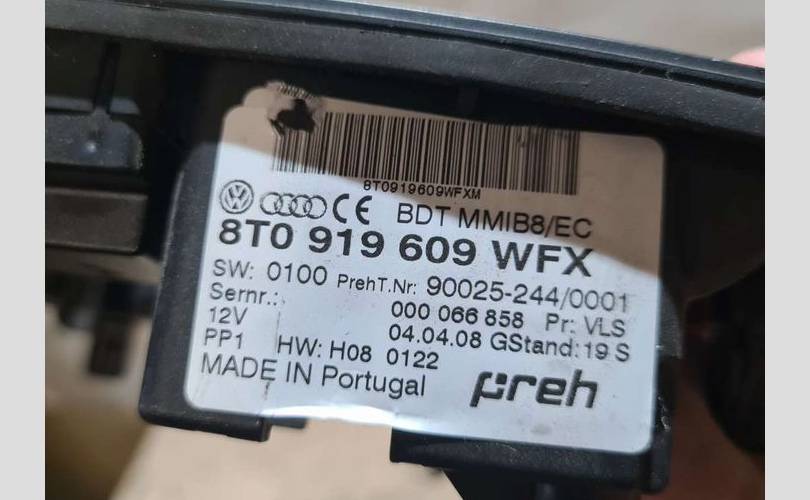 8T0919609WFXM
CE BDT MMIB8/EC
8T0 919 609 WFX
SW: 0100 PrehT.Nr: 90025-244/0001
Sernr.: 000 066 858 Pr: VLS
12V 04.04.08 GStand: 19 S
PP1 HW: H08 0122
MADE IN Portugal preh